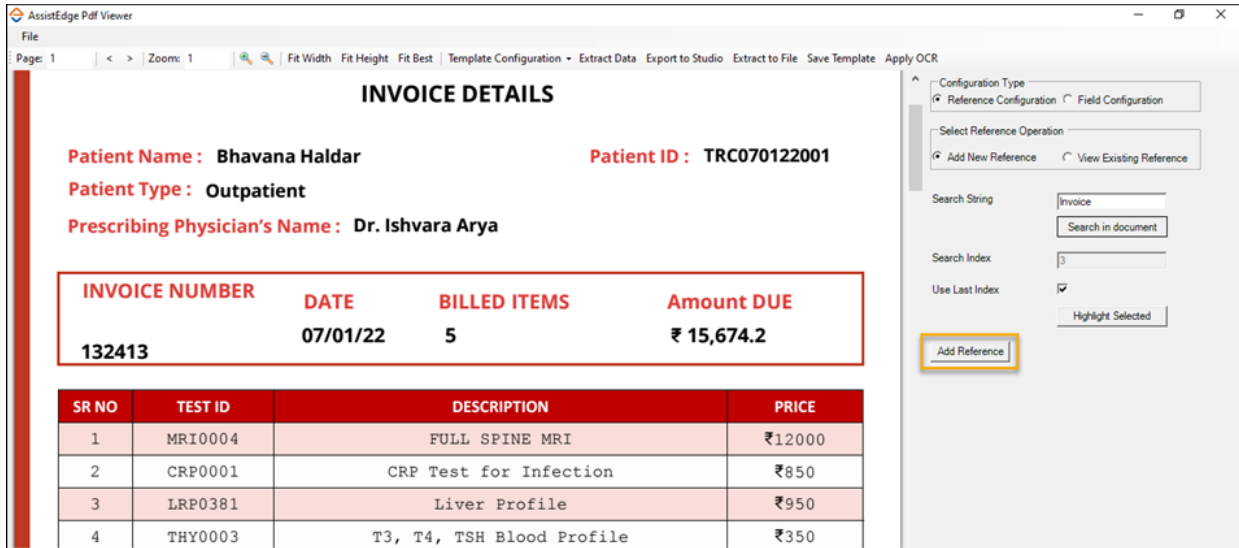 AssistEdge Pdf Viewer
File
Page: 1 < > Zoom: 1 Fit Width Fit Height Fit Best Template Configuration Extract Data Export to Studio Extract to File Save Template Apply OCR
INVOICE DETAILS
Patient Name : Bhavana Haldar Patient ID : TRC070122001
Patient Type : Outpatient
Prescribing Physician's Name : Dr. Ishvara Arya
INVOICE NUMBER DATE BILLED ITEMS Amount DUE
132413 07/01/22 5 ₹ 15,674.2
SR NO TEST ID DESCRIPTION PRICE
1 MRI0004 FULL SPINE MRI ₹12000
2 CRP0001 CRP Test for Infection ₹850
3 LRP0381 Liver Profile ₹950
4 THY0003 T3, T4, TSH Blood Profile ₹350
Configuration Type
Reference Configuration Field Configuration
Select Reference Operation
Add New Reference View Existing Reference
Search String Invoice
Search in document
Search Index 3
Use Last Index
Highlight Selected
Add Reference